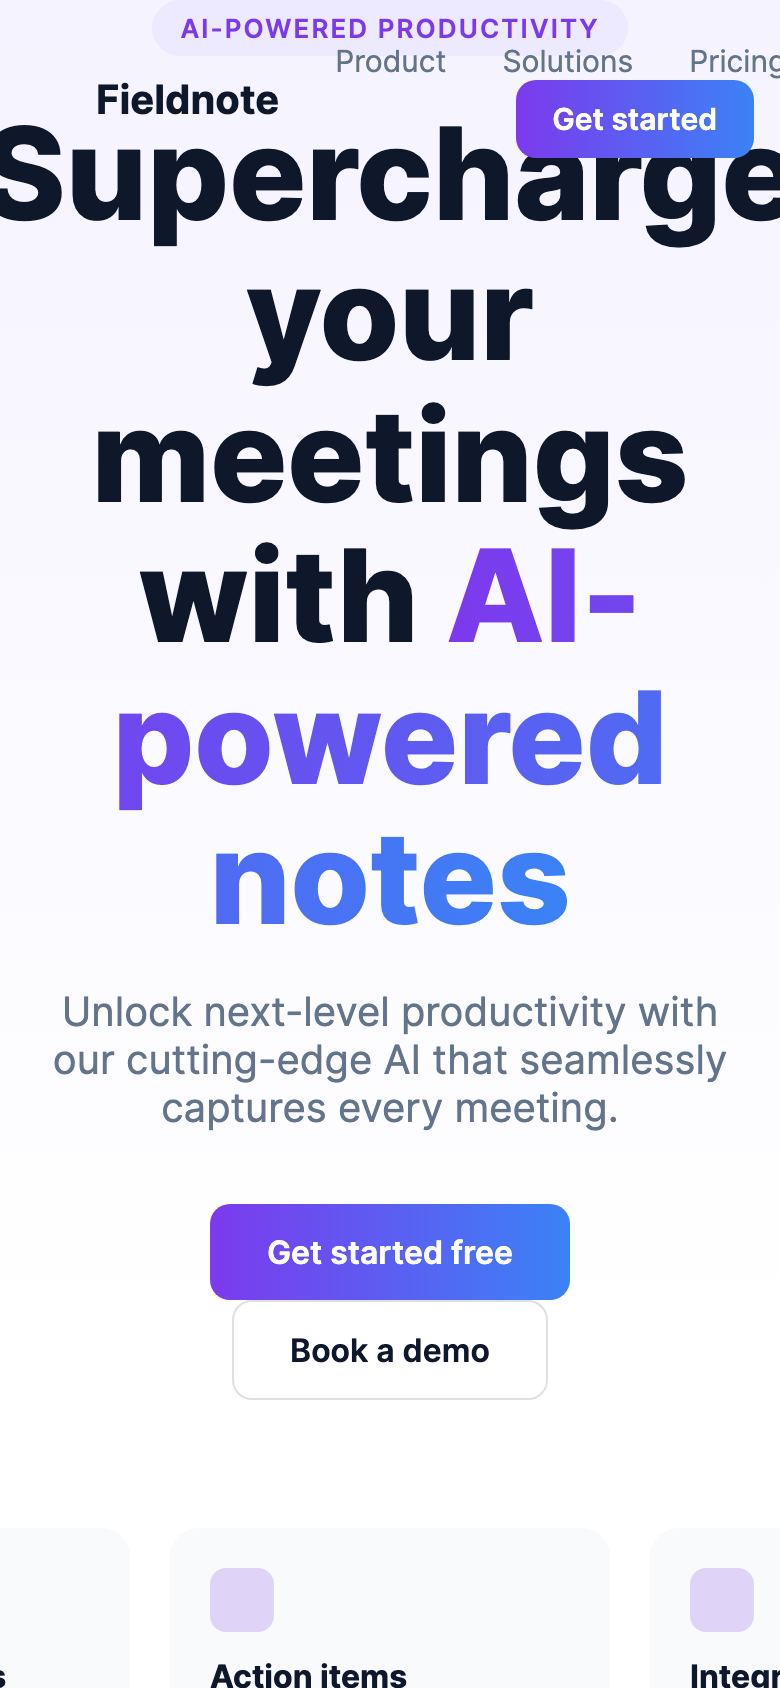 AI-POWERED PRODUCTIVITY
Product Solutions Pricing
Fieldnote
Get started
Supercharge
your
meetings
with AI-
powered
notes
Unlock next-level productivity with
our cutting-edge AI that seamlessly
captures every meeting.
Get started free
Book a demo
Action items